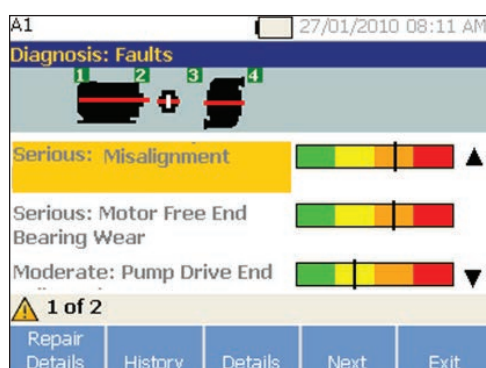 A1 27/01/2010 08:11 AM
Diagnosis: Faults
1 2 3 4
Serious: Misalignment
Serious: Motor Free End
Bearing Wear
Moderate: Pump Drive End
1 of 2
Repair
Details History Details Next Exit